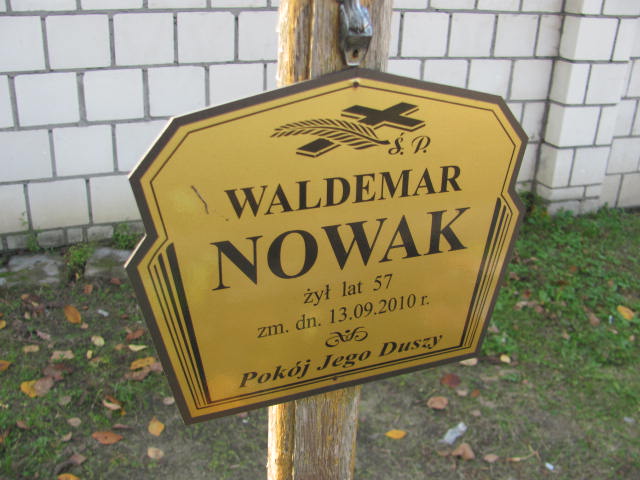 Ś. P.
WALDEMAR
NOWAK
żył lat 57
zm. dn. 13.09.2010 r.
Pokój Jego Duszy